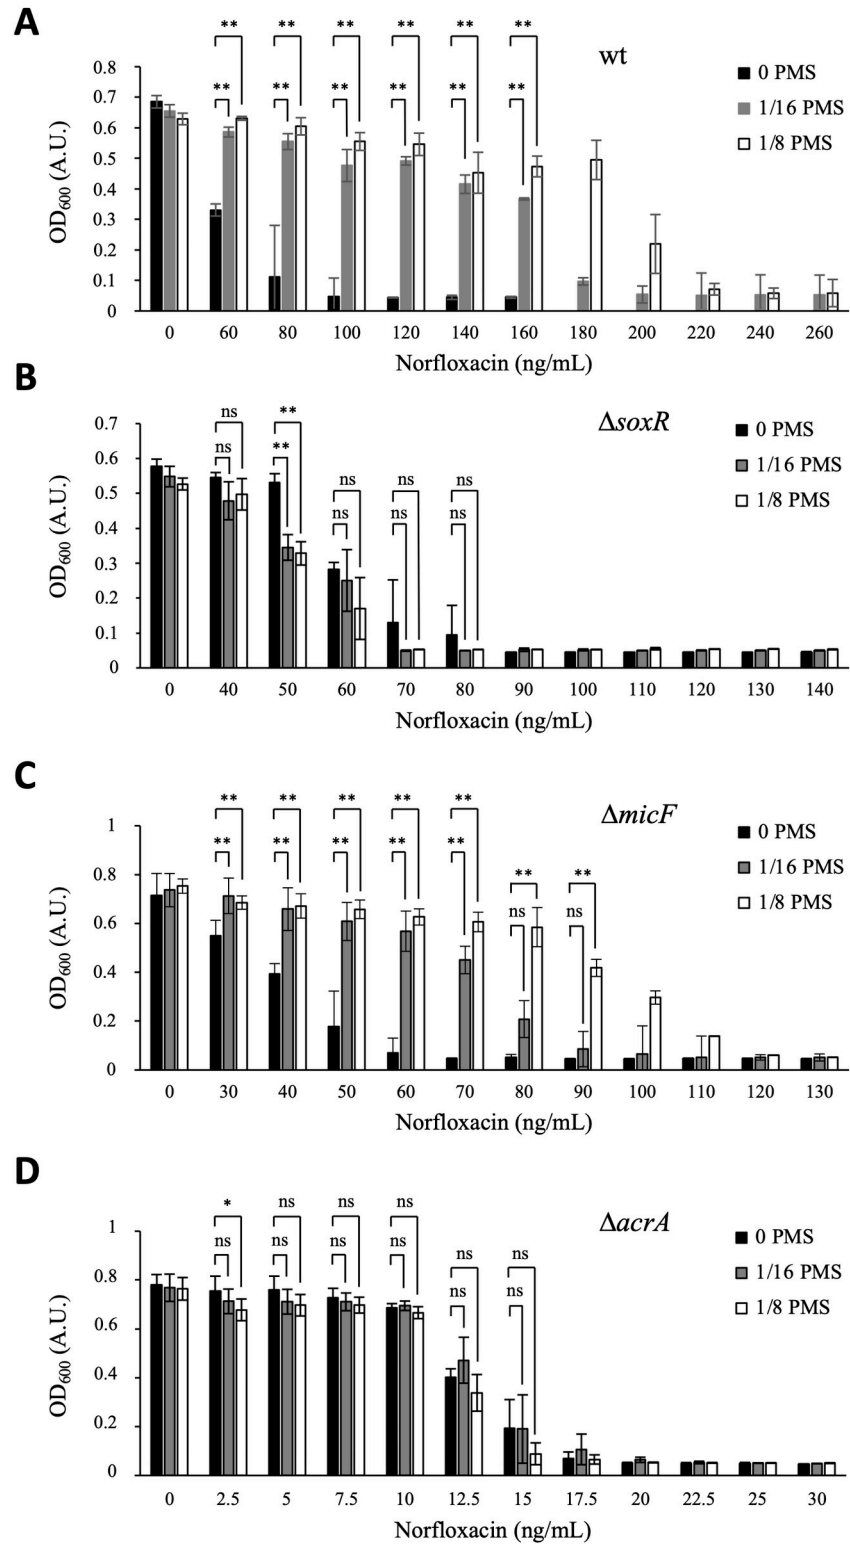 A
** ** ** ** ** **
wt
** ** ** ** ** **
0 PMS
1/16 PMS
1/8 PMS
OD600 (A.U.)
0.8
0.7
0.6
0.5
0.4
0.3
0.2
0.1
0
0 60 80 100 120 140 160 180 200 220 240 260
Norfloxacin (ng/mL)
B
ΔsoxR
ns ** ns ns ns
ns ** ns ns ns
0 PMS
1/16 PMS
1/8 PMS
OD600 (A.U.)
0.7
0.6
0.5
0.4
0.3
0.2
0.1
0
0 40 50 60 70 80 90 100 110 120 130 140
Norfloxacin (ng/mL)
C
** ** ** ** **
ΔmicF
** ** ** ** **
** **
ns ns
0 PMS
1/16 PMS
1/8 PMS
OD600 (A.U.)
1
0.8
0.6
0.4
0.2
0
0 30 40 50 60 70 80 90 100 110 120 130
Norfloxacin (ng/mL)
D
* ns ns ns
ΔacrA
ns ns ns ns
ns ns
ns ns
0 PMS
1/16 PMS
1/8 PMS
OD600 (A.U.)
1
0.8
0.6
0.4
0.2
0
0 2.5 5 7.5 10 12.5 15 17.5 20 22.5 25 30
Norfloxacin (ng/mL)